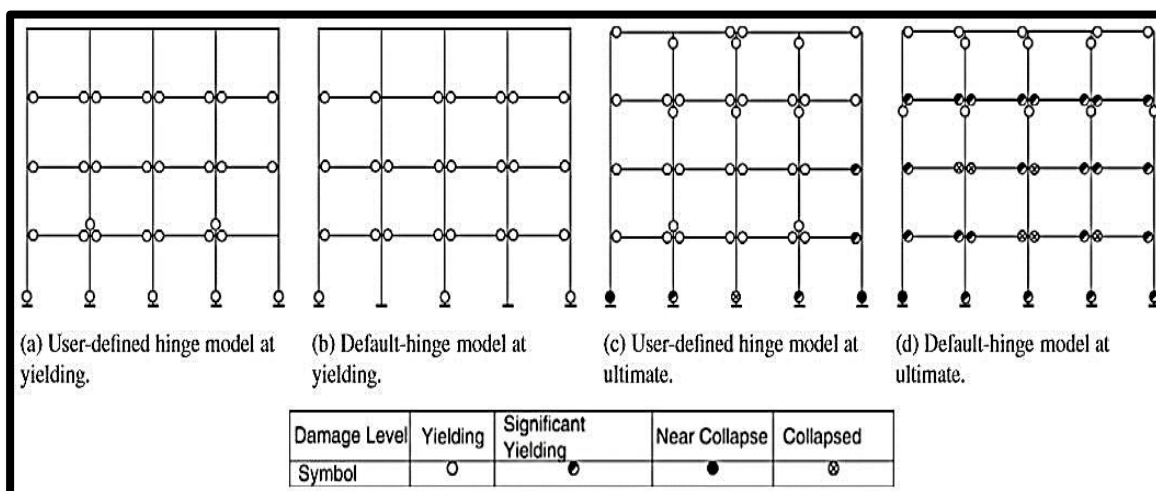 (a) User-defined hinge model at
yielding.
(b) Default-hinge model at
yielding.
(c) User-defined hinge model at
ultimate.
(d) Default-hinge model at
ultimate.
Damage Level Yielding Significant Yielding Near Collapse Collapsed
Symbol